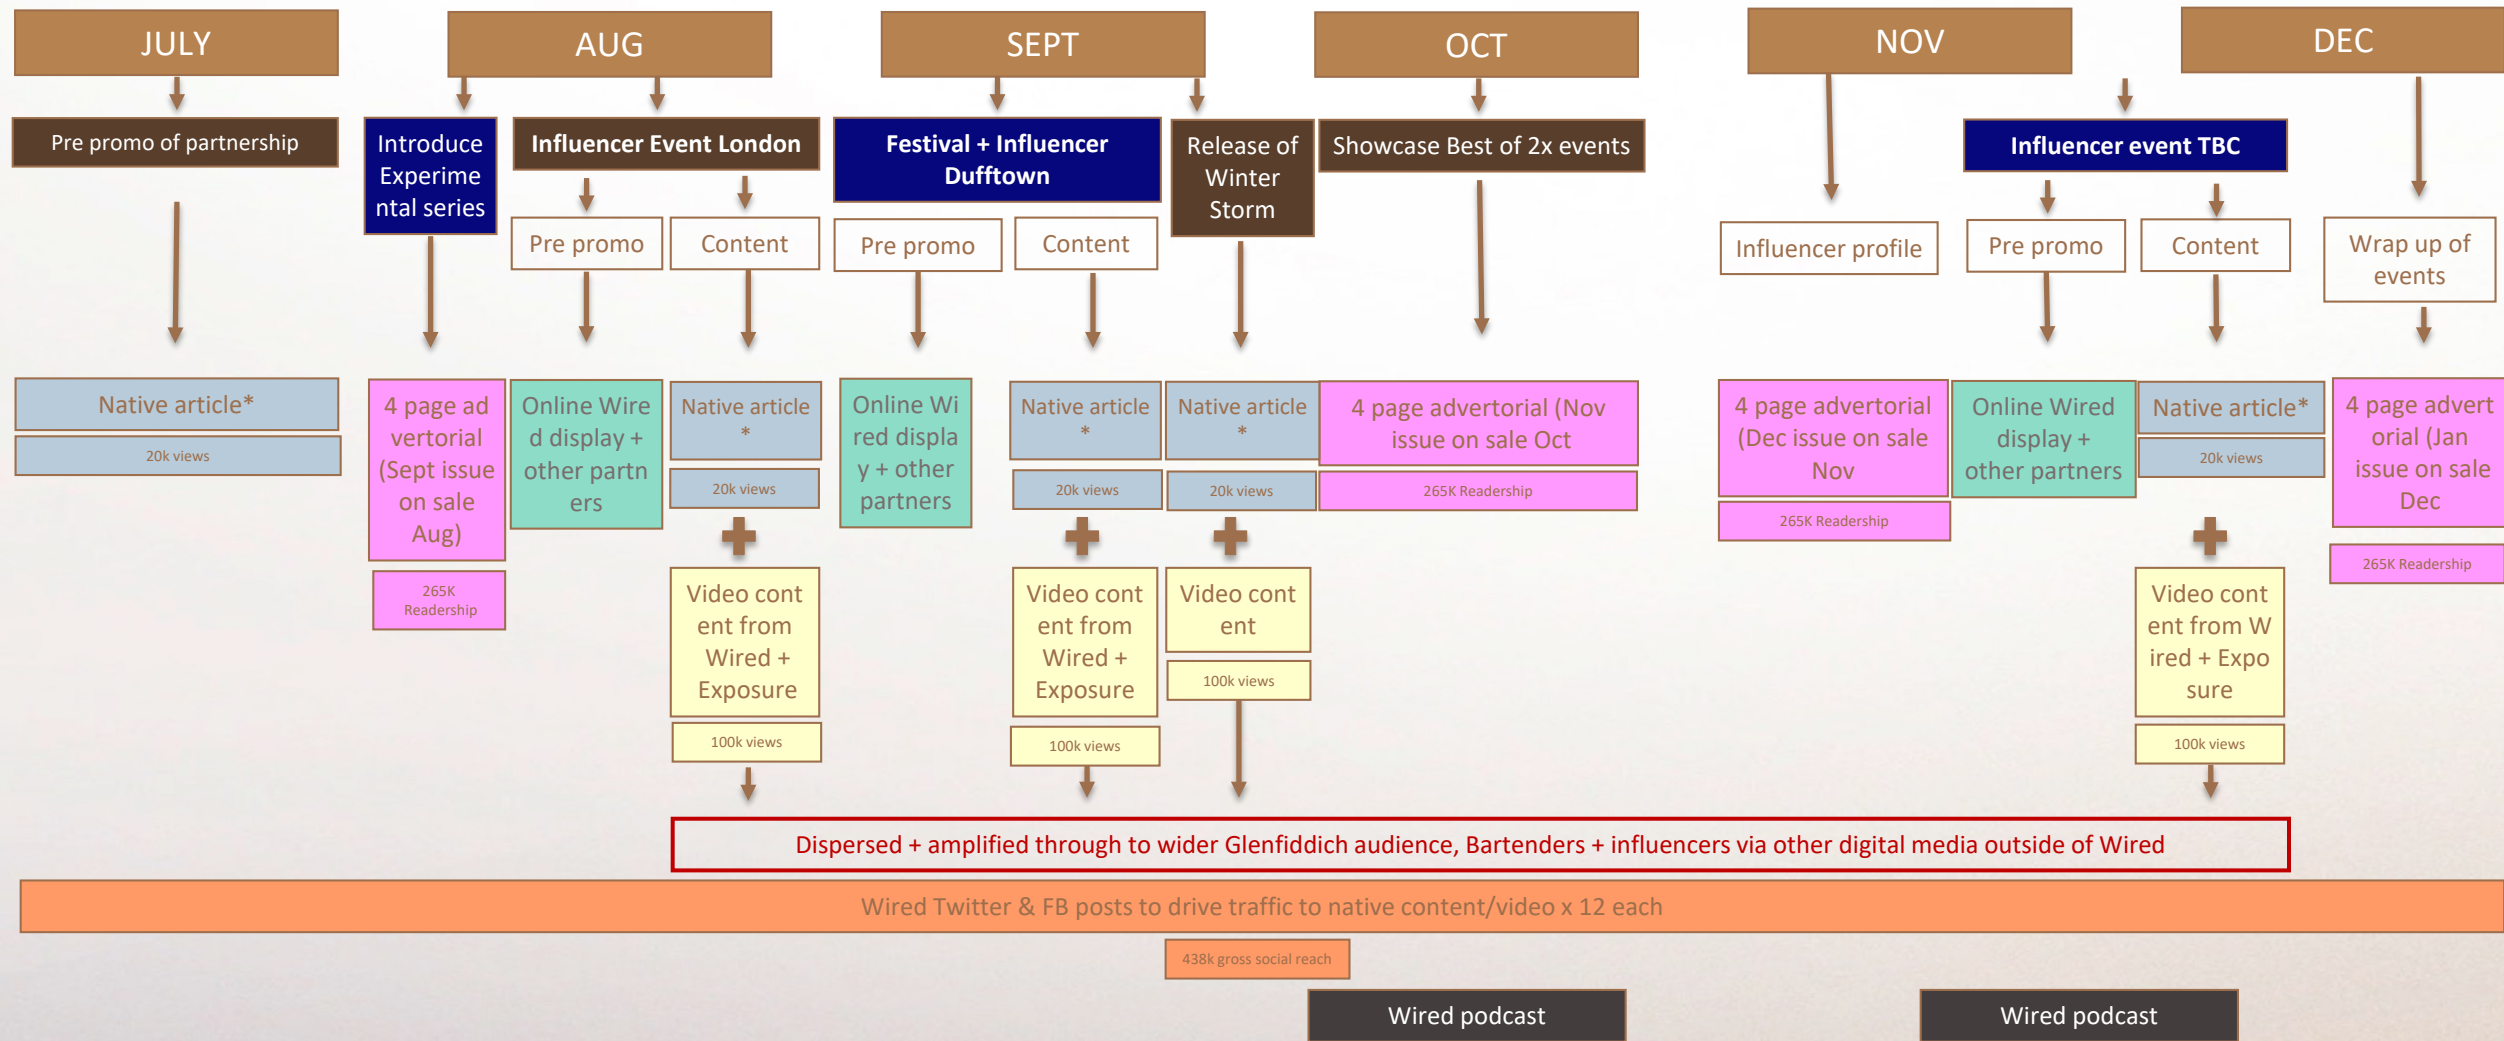 JULY
AUG
SEPT
OCT
NOV
DEC
Pre promo of partnership
Introduce
Experime
ntal series
Influencer Event London
Pre promo
Content
Festival + Influencer
Dufftown
Pre promo
Content
Release of
Winter
Storm
Showcase Best of 2x events
Influencer profile
Influencer event TBC
Pre promo
Content
Wrap up of
events
Native article*
20k views
4 page ad
vertorial
(Sept issue
on sale
Aug)
265K
Readership
Online Wire
d display +
other partn
ers
Native article
*
20k views
Video cont
ent from
Wired +
Exposure
100k views
Online Wi
red displa
y + other
partners
Native article
*
20k views
Video cont
ent from
Wired +
Exposure
100k views
Native article
*
20k views
Video cont
ent
100k views
4 page advertorial (Nov
issue on sale Oct
265K Readership
4 page advertorial
(Dec issue on sale
Nov
265K Readership
Online Wired
display +
other partners
Native article*
20k views
Video cont
ent from W
ired + Expo
sure
100k views
4 page advert
orial (Jan
issue on sale
Dec
265K Readership
Dispersed + amplified through to wider Glenfiddich audience, Bartenders + influencers via other digital media outside of Wired
Wired Twitter & FB posts to drive traffic to native content/video x 12 each
438k gross social reach
Wired podcast
Wired podcast